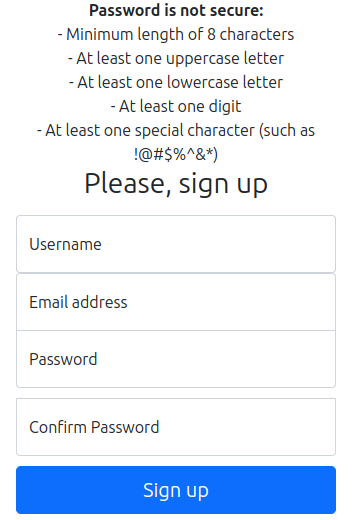 Password is not secure:
- Minimum length of 8 characters
- At least one uppercase letter
- At least one lowercase letter
- At least one digit
- At least one special character (such as
!@#$%^&*)
Please, sign up
Username
Email address
Password
Confirm Password
Sign up